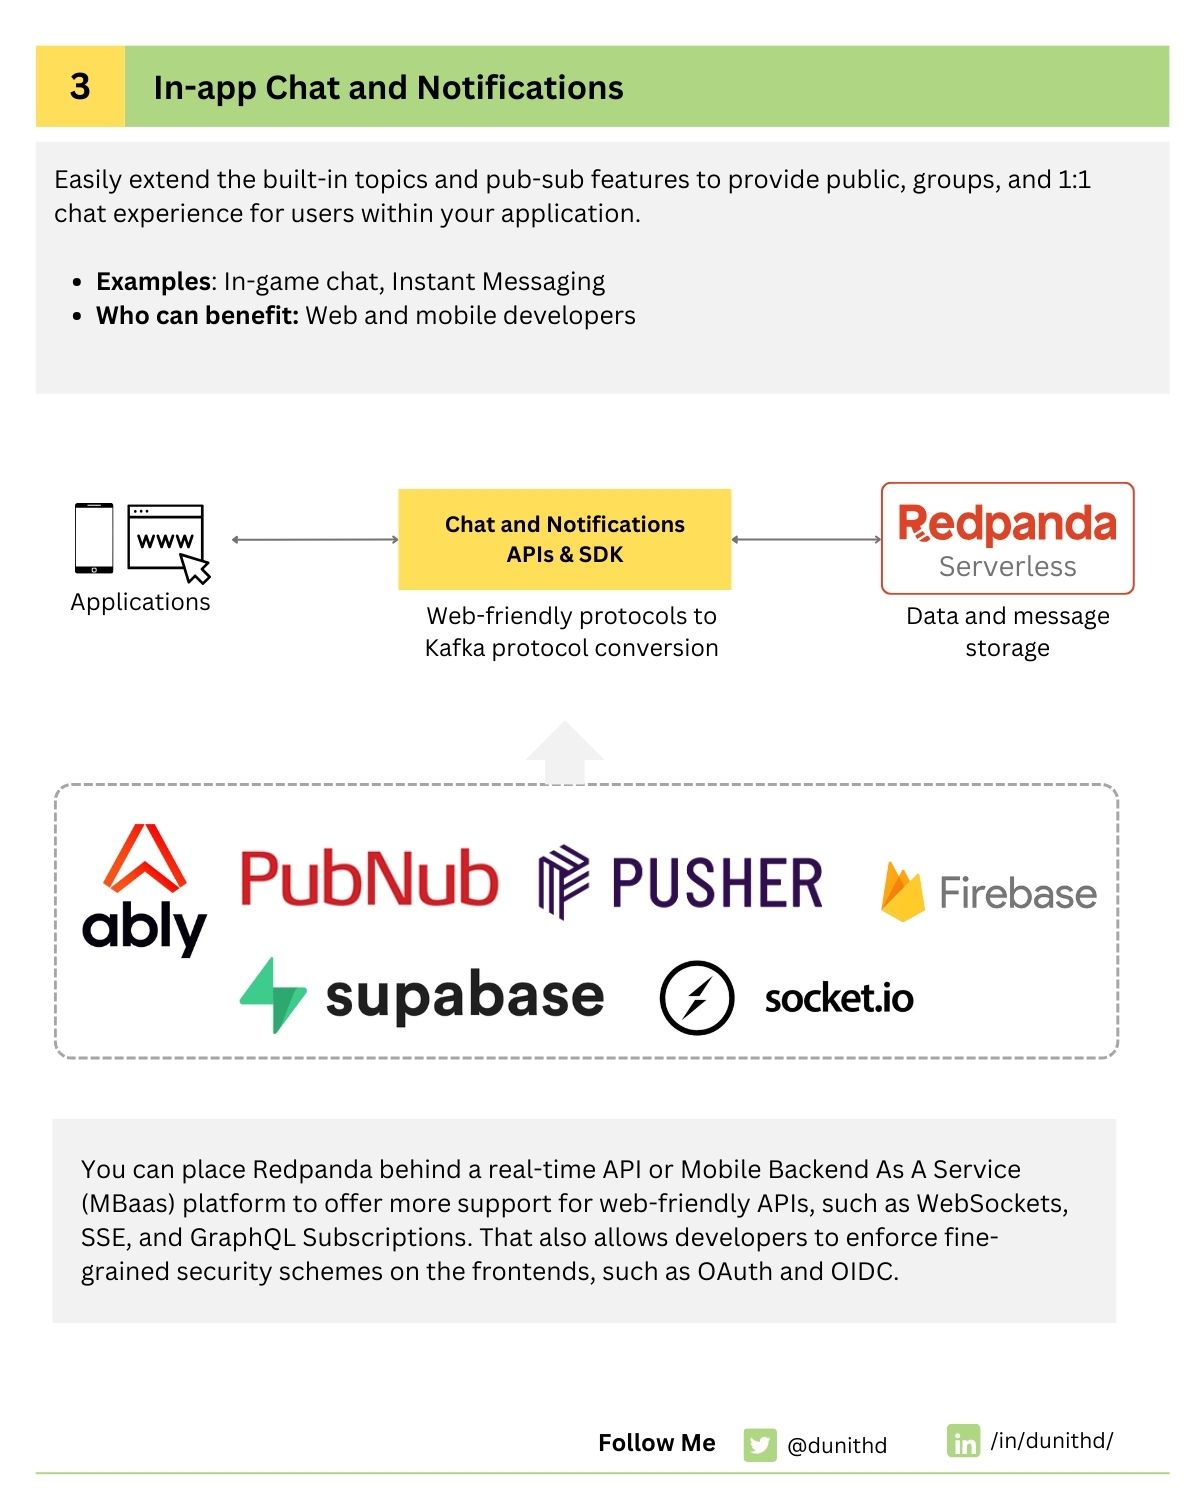 3
In-app Chat and Notifications
Easily extend the built-in topics and pub-sub features to provide public, groups, and 1:1
chat experience for users within your application.
• Examples: In-game chat, Instant Messaging
• Who can benefit: Web and mobile developers
www
Applications
Chat and Notifications
APIs & SDK
Web-friendly protocols to
Kafka protocol conversion
Redpanda
Serverless
Data and message
storage
ably
PubNub
PUSHER
Firebase
supabase
socket.io
You can place Redpanda behind a real-time API or Mobile Backend As A Service
(MBaas) platform to offer more support for web-friendly APIs, such as WebSockets,
SSE, and GraphQL Subscriptions. That also allows developers to enforce fine-
grained security schemes on the frontends, such as OAuth and OIDC.
Follow Me
@dunithd
in
/in/dunithd/